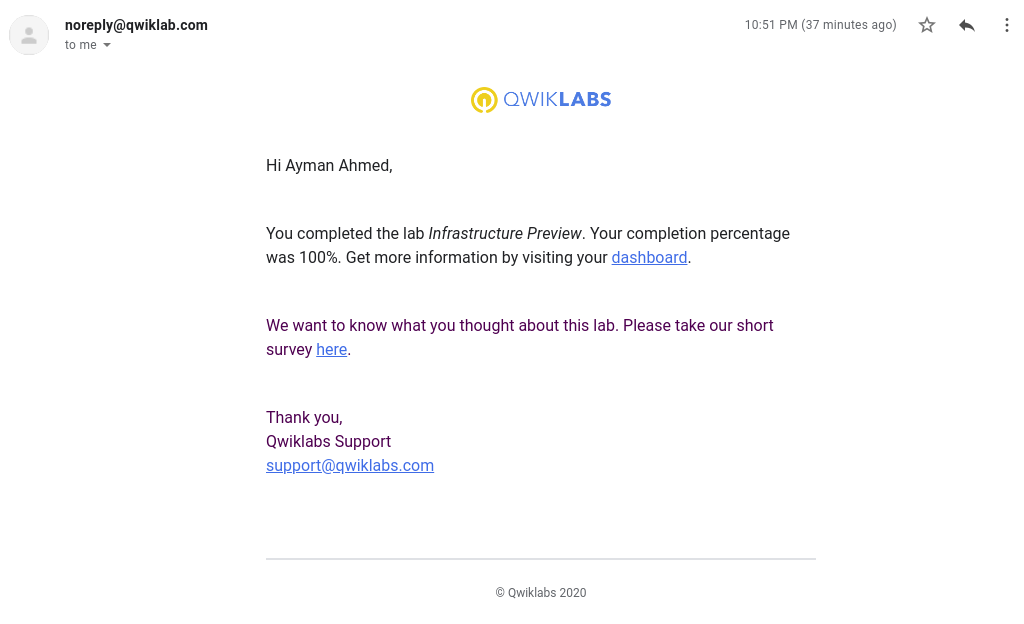 noreply@qwiklab.com
10:51 PM (37 minutes ago)
to me
QWIKLABS
Hi Ayman Ahmed,
You completed the lab Infrastructure Preview. Your completion percentage
was 100%. Get more information by visiting your dashboard.
We want to know what you thought about this lab. Please take our short
survey here.
Thank you,
Qwiklabs Support
support@qwiklabs.com
© Qwiklabs 2020